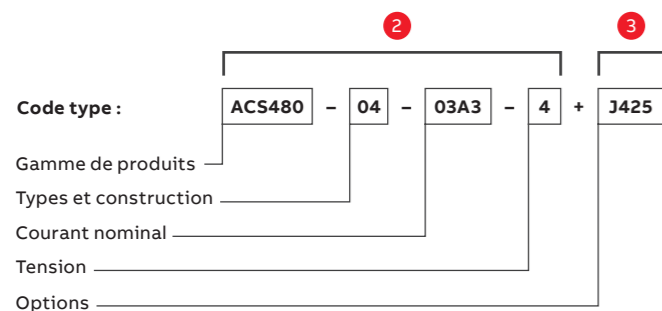 2 3
Code type : ACS480 – 04 – 03A3 – 4 + J425
Gamme de produits
Types et construction
Courant nominal
Tension
Options